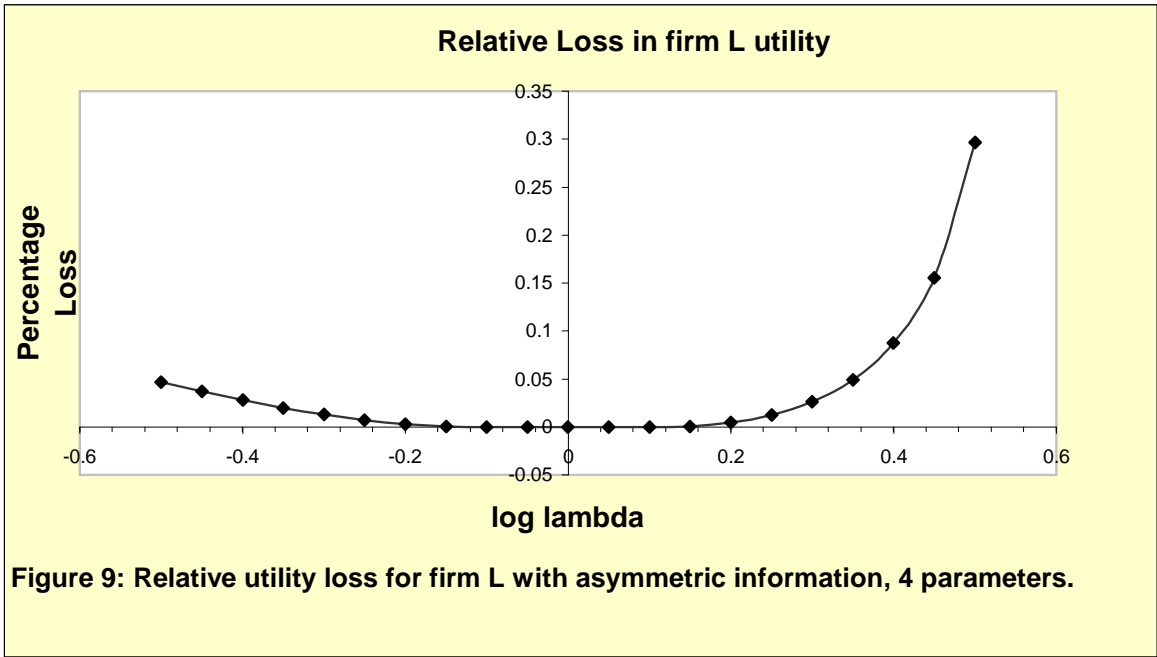 Relative Loss in firm L utility
0.35
0.3
0.25
0.2
0.15
0.1
0.05
0
-0.05
-0.6 -0.4 -0.2 0 0.2 0.4 0.6
Percentage
Loss
log lambda
Figure 9: Relative utility loss for firm L with asymmetric information, 4 parameters.